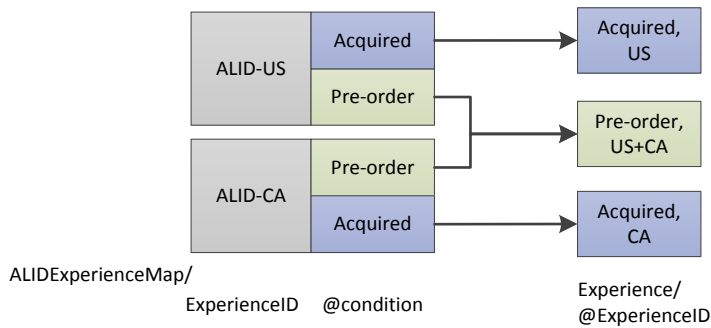 ALID-US
Acquired
Pre-order
ALID-CA
Pre-order
Acquired
Acquired,
US
Pre-order,
US+CA
Acquired,
CA
ALIDExperienceMap/
ExperienceID
@condition
Experience/
@ExperienceID